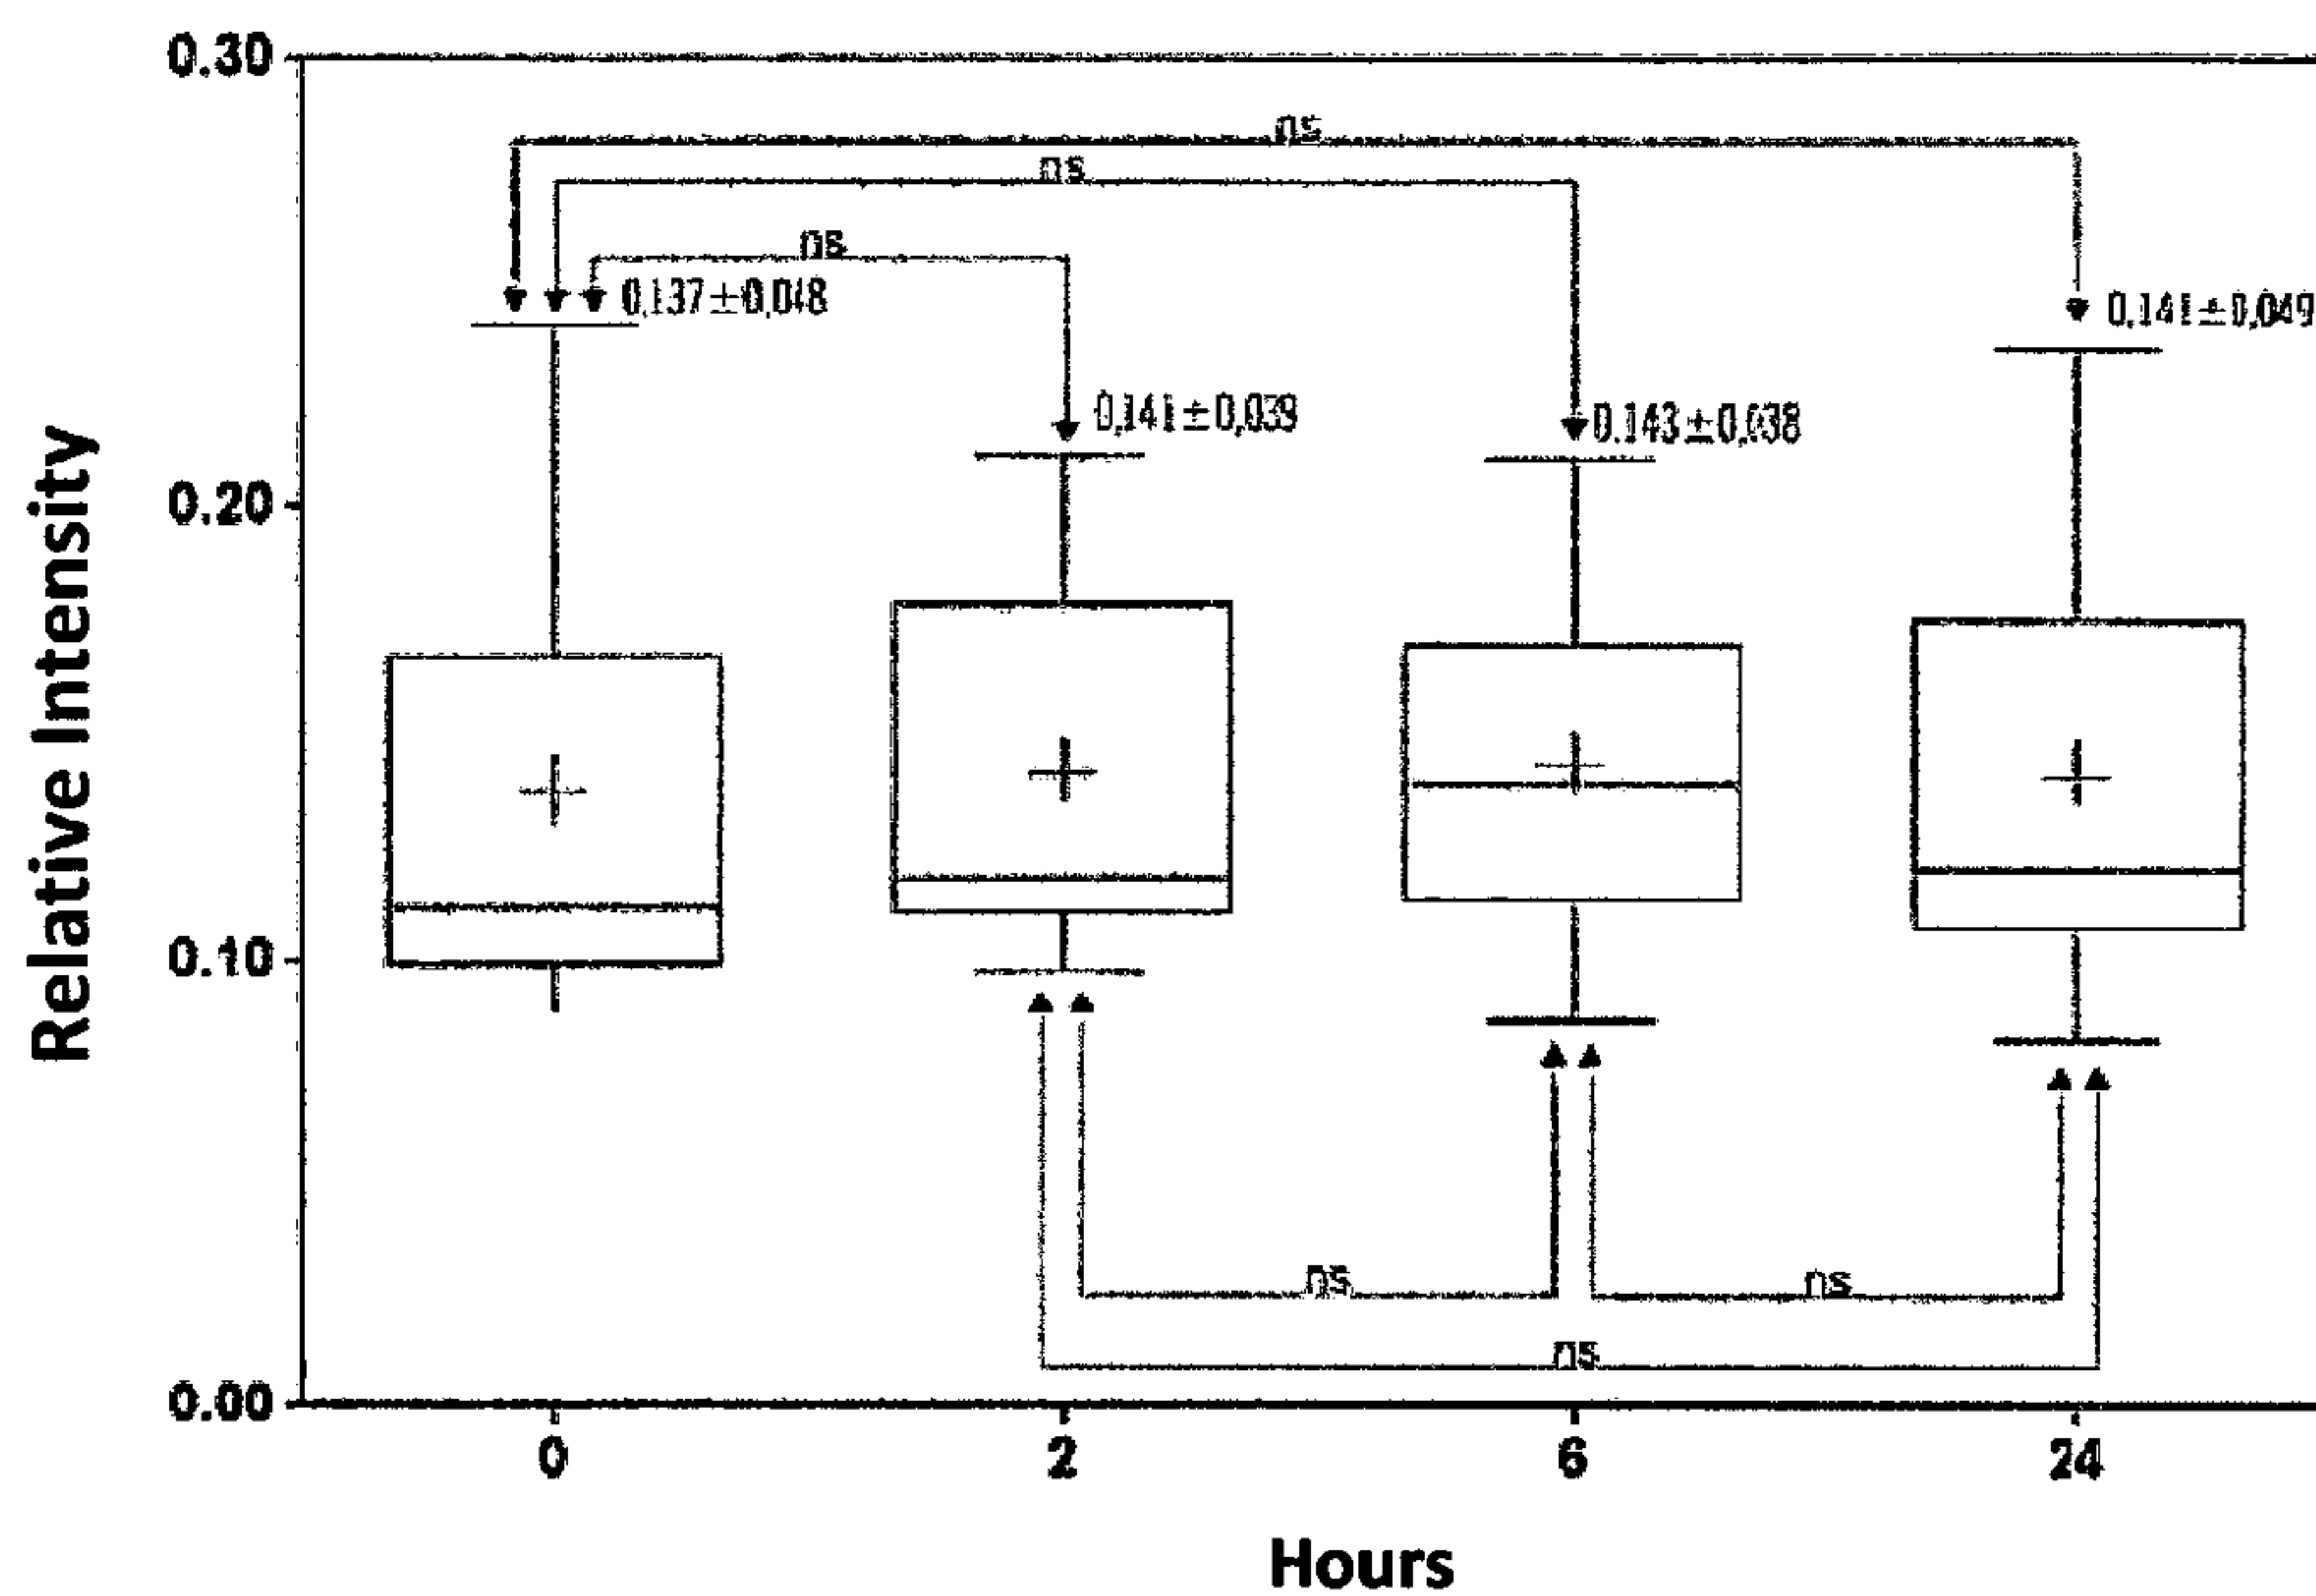 0.30
ns
ns
ns
0,137±0,048
0,141±0,049
0,141±0,039
0.143±0,038
0.20
Relative Intensity
0.10
ns
ns
ns
0.00
0
2
6
24
Hours